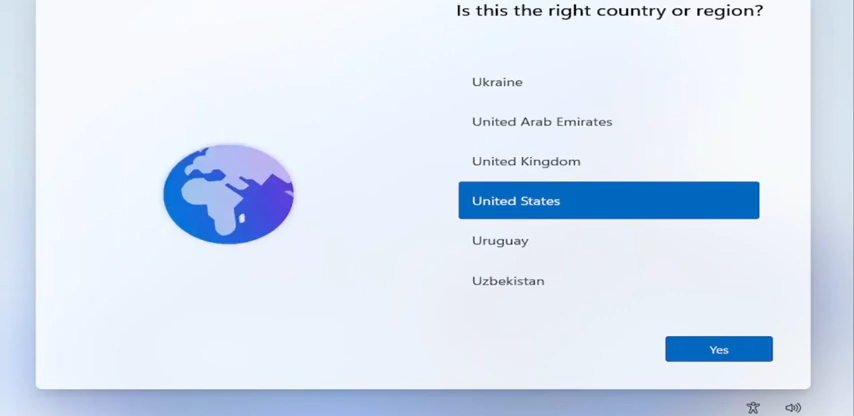 Is this the right country or region?
Ukraine
United Arab Emirates
United Kingdom
United States
Uruguay
Uzbekistan
Yes